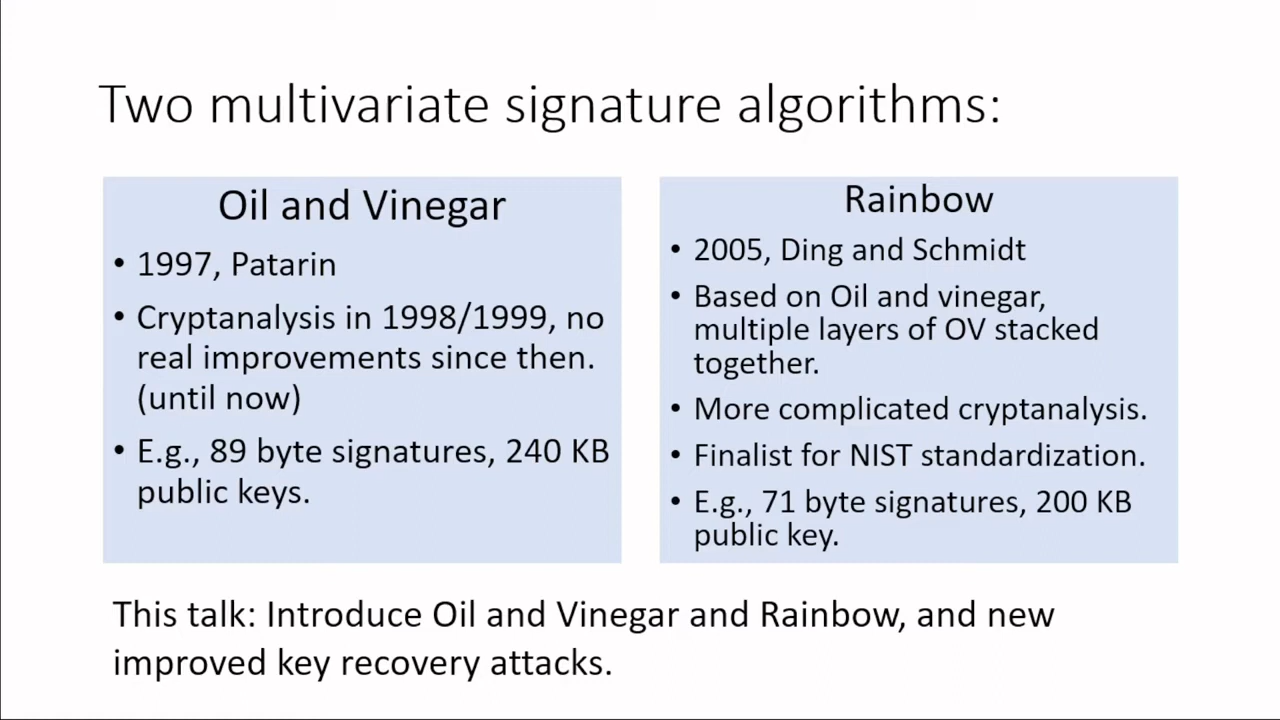 Two multivariate signature algorithms:
Oil and Vinegar
• 1997, Patarin
• Cryptanalysis in 1998/1999, no
real improvements since then.
(until now)
• E.g., 89 byte signatures, 240 KB
public keys.
Rainbow
• 2005, Ding and Schmidt
• Based on Oil and vinegar,
multiple layers of OV stacked
together.
• More complicated cryptanalysis.
• Finalist for NIST standardization.
• E.g., 71 byte signatures, 200 KB
public key.
This talk: Introduce Oil and Vinegar and Rainbow, and new
improved key recovery attacks.